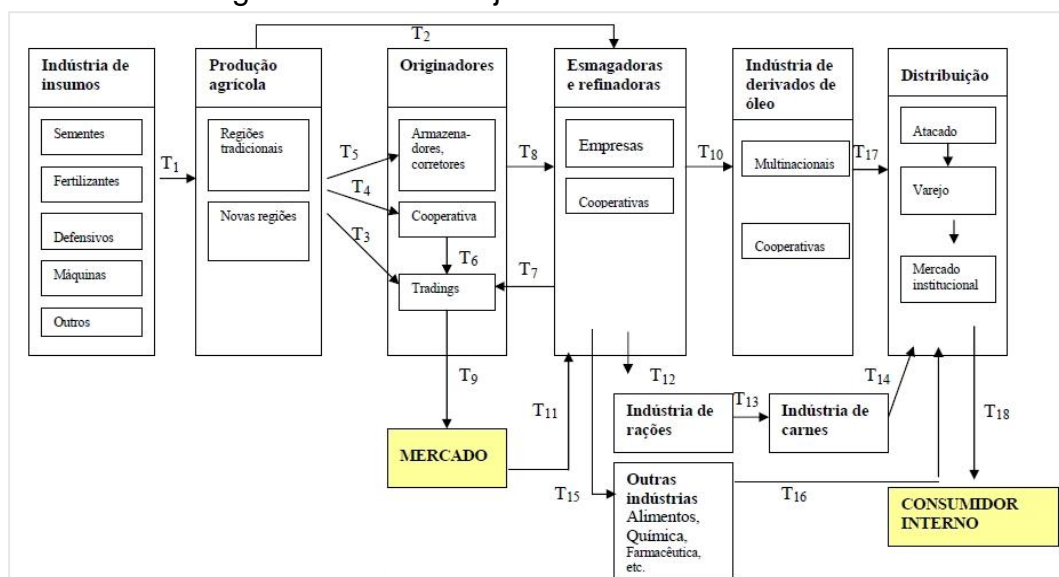 T2
Indústria de
insumos
Sementes
Fertilizantes
Defensivos
Máquinas
Outros
T1
Produção
agrícola
Regiões
tradicionais
Novas regiões
T5
T4
T3
Originadores
Armazena-
dores,
corretores
Cooperativa
T6
Tradings
T7
T8
T9
MERCADO
T11
Esmagadoras
e refinadoras
Empresas
Cooperativas
T10
T12
T15
Indústria de
rações
T13
Indústria de
carnes
T14
Outras
indústrias
Alimentos,
Química,
Farmacêutica,
etc.
T16
Indústria de
derivados de
óleo
Multinacionais
Cooperativas
T17
Distribuição
Atacado
Varejo
Mercado
institucional
T18
CONSUMIDOR
INTERNO